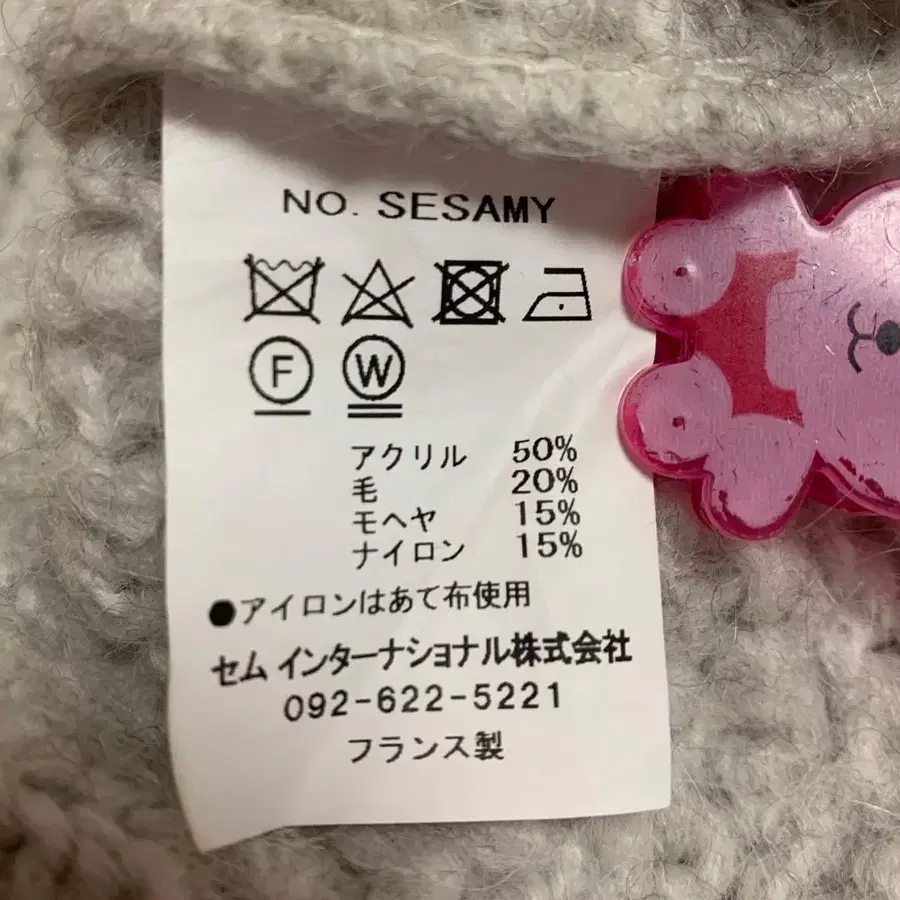 NO. SESAMY
F W
アクリル 50%
毛 20%
モヘヤ 15%
ナイロン 15%
●アイロンはあて布使用
セム インターナショナル株式会社
092-622-5221
フランス製